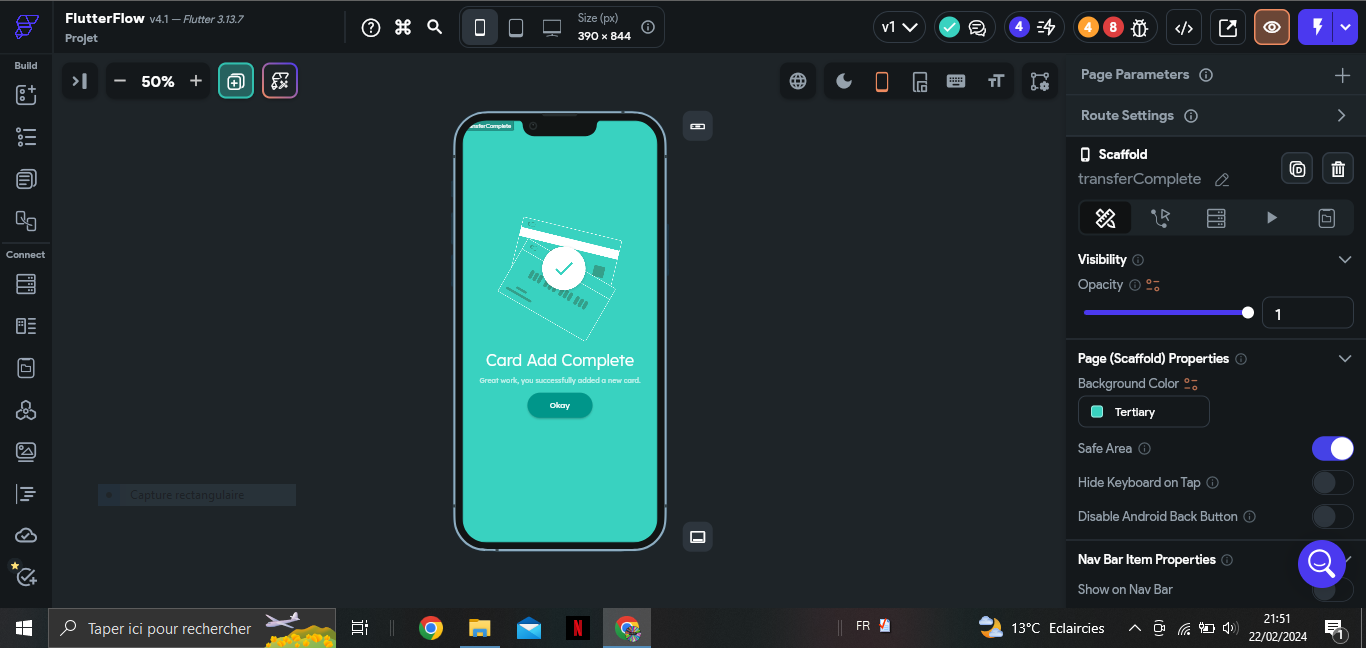 FlutterFlow v4.1 — Flutter 3.13.7
Projet
Size (px)
390 × 844
v1
4
4
8
Build
Connect
50%
Page Parameters
Route Settings
Scaffold
transferComplete
Visibility
Opacity
1
Page (Scaffold) Properties
Background Color
Tertiary
Safe Area
Hide Keyboard on Tap
Disable Android Back Button
Nav Bar Item Properties
Show on Nav Bar
Card Add Complete
Great work, you successfully added a new card.
Okay
Capture rectangulaire
Taper ici pour rechercher
N
FR
13°C Eclaircies
21:51
22/02/2024
1